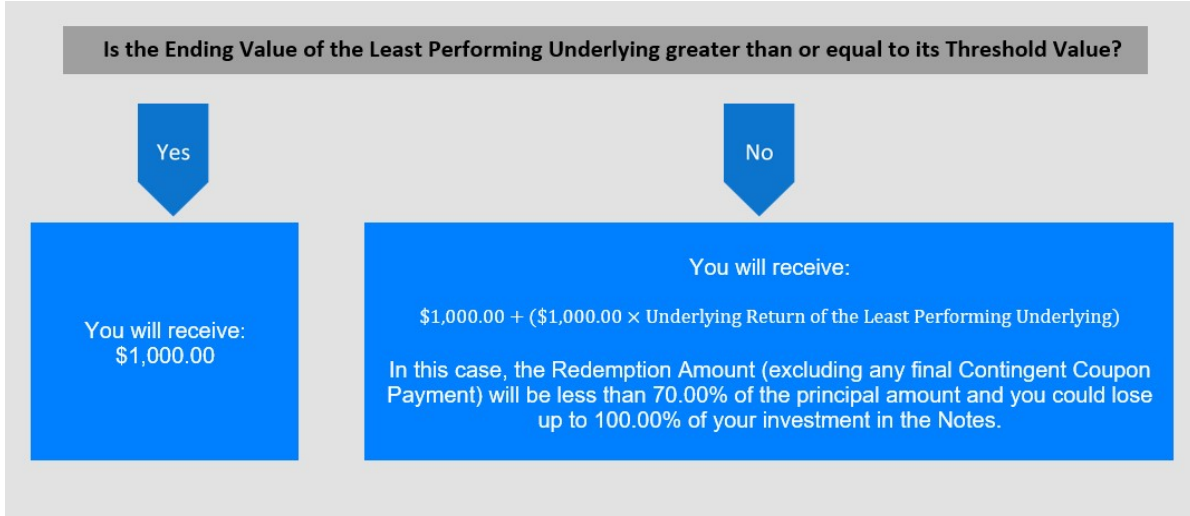 Is the Ending Value of the Least Performing Underlying greater than or equal to its Threshold Value?
Yes
No
You will receive:
$1,000.00
You will receive:
$1,000.00 + ($1,000.00 × Underlying Return of the Least Performing Underlying)
In this case, the Redemption Amount (excluding any final Contingent Coupon
Payment) will be less than 70.00% of the principal amount and you could lose
up to 100.00% of your investment in the Notes.